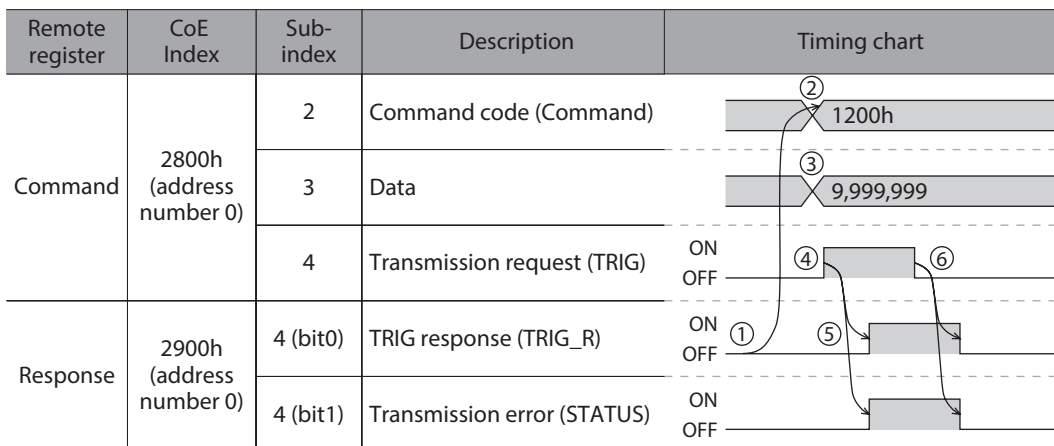 Remote register
CoE Index
Sub-index
Description
Timing chart
Command
2800h (address number 0)
2
Command code (Command)
②
1200h
3
Data
③
9,999,999
4
Transmission request (TRIG)
ON
OFF
④
⑥
Response
2900h (address number 0)
4 (bit0)
TRIG response (TRIG_R)
ON
OFF
①
⑤
4 (bit1)
Transmission error (STATUS)
ON
OFF